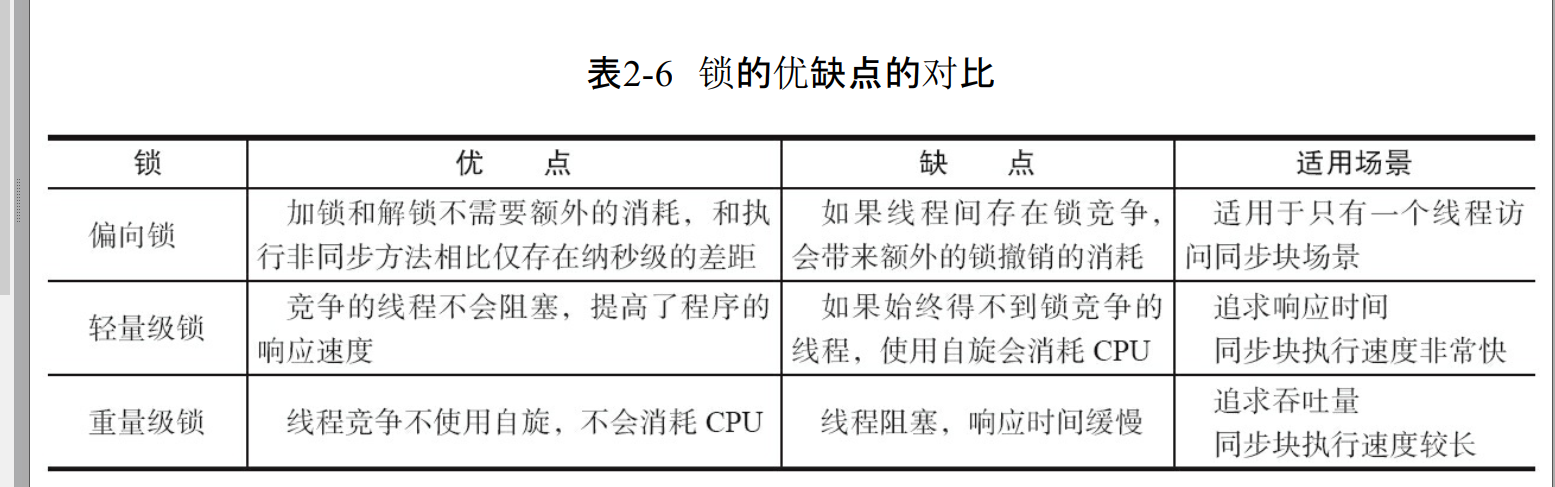 表2-6 锁的优缺点的对比
锁 优 点 缺 点 适用场景
偏向锁
加锁和解锁不需要额外的消耗，和执
行非同步方法相比仅存在纳秒级的差距
如果线程间存在锁竞争，
会带来额外的锁撤销的消耗
适用于只有一个线程访
问同步块场景
轻量级锁
竞争的线程不会阻塞，提高了程序的
响应速度
如果始终得不到锁竞争的
线程，使用自旋会消耗 CPU
追求响应时间
同步块执行速度非常快
重量级锁
线程竞争不使用自旋，不会消耗 CPU
线程阻塞，响应时间缓慢
追求吞吐量
同步块执行速度较长